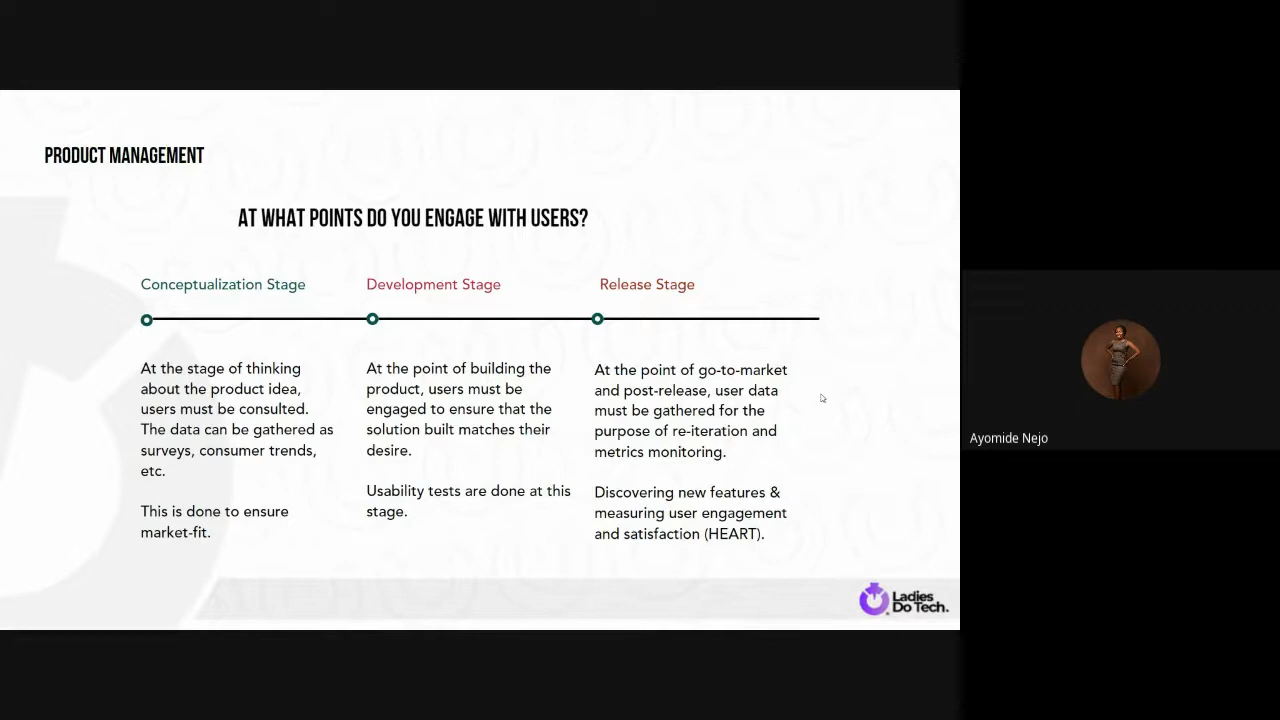 PRODUCT MANAGEMENT
AT WHAT POINTS DO YOU ENGAGE WITH USERS?
Conceptualization Stage
At the stage of thinking
about the product idea,
users must be consulted.
The data can be gathered as
surveys, consumer trends,
etc.
This is done to ensure
market-fit.
Development Stage
At the point of building the
product, users must be
engaged to ensure that the
solution built matches their
desire.
Usability tests are done at this
stage.
Release Stage
At the point of go-to-market
and post-release, user data
must be gathered for the
purpose of re-iteration and
metrics monitoring.
Discovering new features &
measuring user engagement
and satisfaction (HEART).
Ladies
Do Tech.
Ayomide Nejo